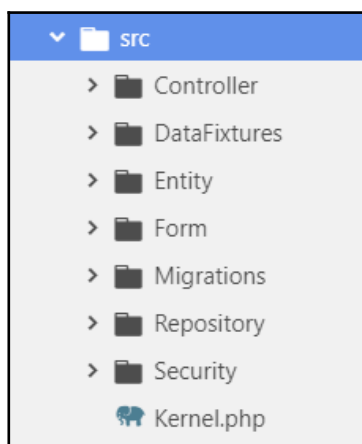 src
Controller
DataFixtures
Entity
Form
Migrations
Repository
Security
Kernel.php